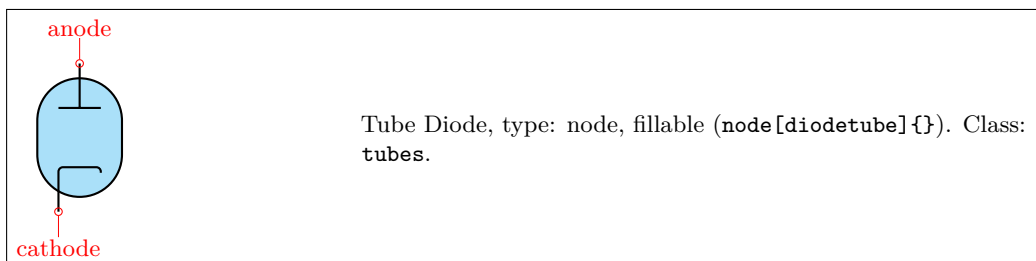 anode
Tube Diode, type: node, fillable (node[diodetube]{}). Class:
tubes.
cathode